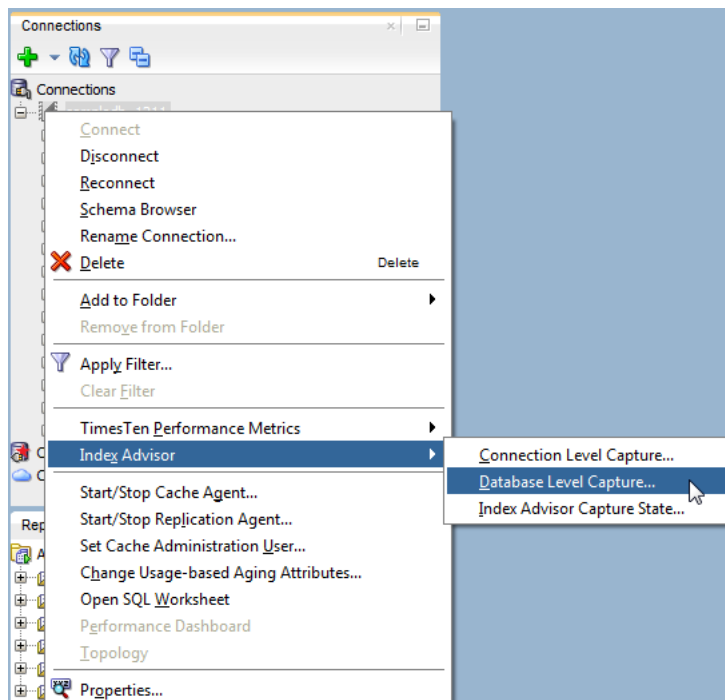 Connections
Connections
Connect
Disconnect
Reconnect
Schema Browser
Rename Connection...
Delete Delete
Add to Folder
Remove from Folder
Apply Filter...
Clear Filter
TimesTen Performance Metrics
Index Advisor
Connection Level Capture...
Database Level Capture...
Index Advisor Capture State...
Start/Stop Cache Agent...
Start/Stop Replication Agent...
Set Cache Administration User...
Change Usage-based Aging Attributes...
Open SQL Worksheet
Performance Dashboard
Topology
Properties...